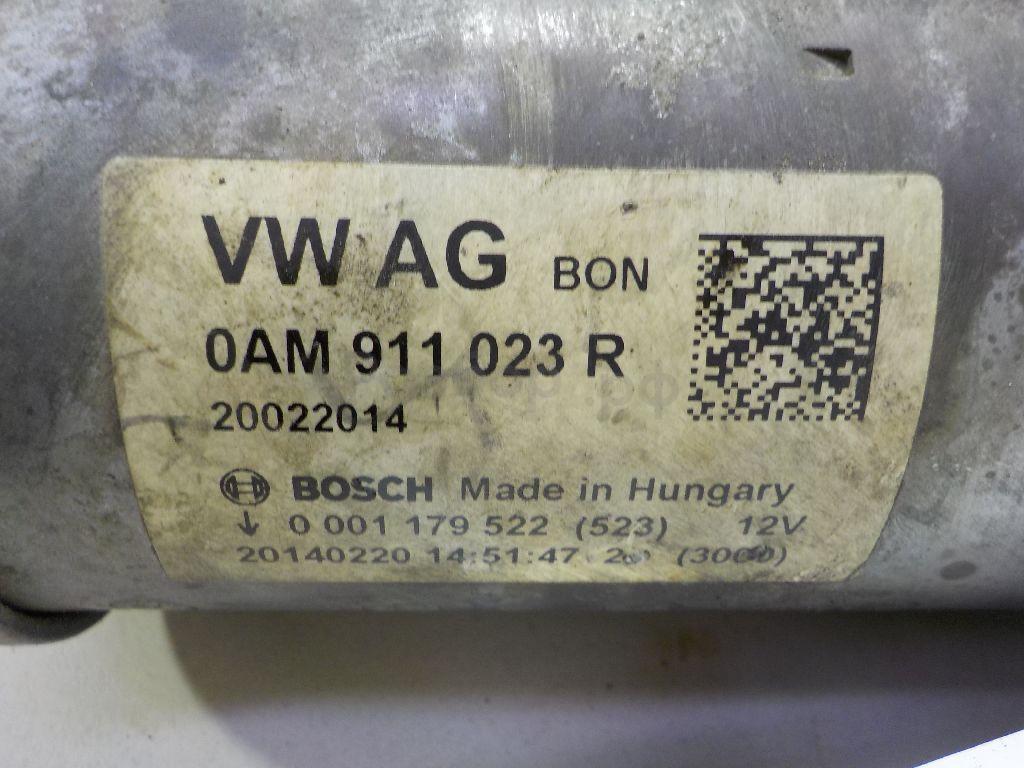 VW AG BON
0AM 911 023 R
20022014
BOSCH Made in Hungary
↓ 0 001 179 522 (523) 12V
20140220 14:51:47